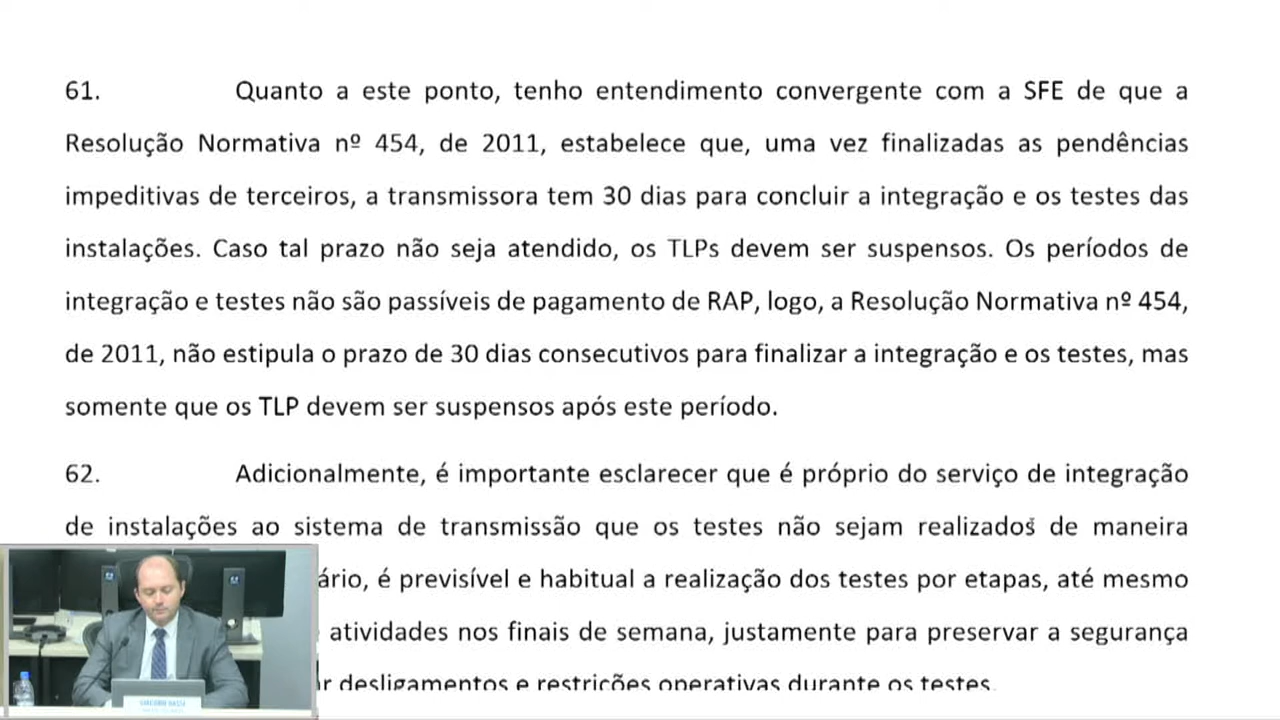 61. Quanto a este ponto, tenho entendimento convergente com a SFE de que a
Resolução Normativa nº 454, de 2011, estabelece que, uma vez finalizadas as pendências
impeditivas de terceiros, a transmissora tem 30 dias para concluir a integração e os testes das
instalações. Caso tal prazo não seja atendido, os TLPs devem ser suspensos. Os períodos de
integração e testes não são passíveis de pagamento de RAP, logo, a Resolução Normativa nº 454,
de 2011, não estipula o prazo de 30 dias consecutivos para finalizar a integração e os testes, mas
somente que os TLP devem ser suspensos após este período.
62. Adicionalmente, é importante esclarecer que é próprio do serviço de integração
de instalações ao sistema de transmissão que os testes não sejam realizados de maneira
ário, é previsível e habitual a realização dos testes por etapas, até mesmo
atividades nos finais de semana, justamente para preservar a segurança
r desligamentos e restrições operativas durante os testes.